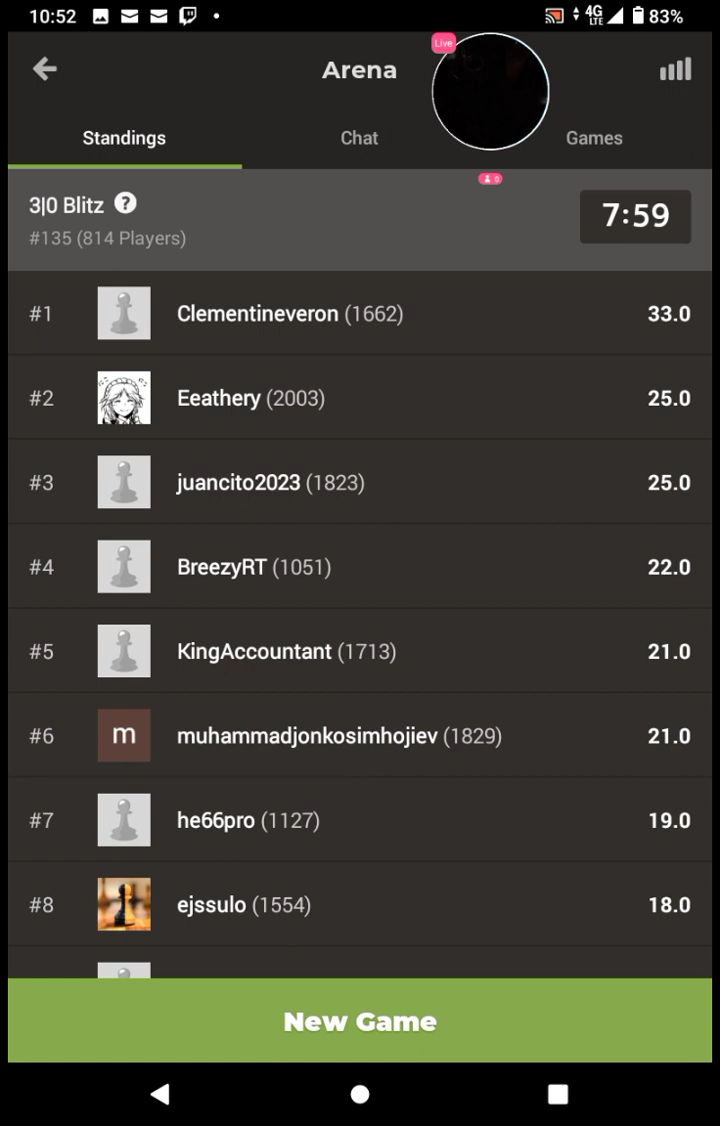 10:52 4G LTE 83%
Live
Arena
Standings Chat Games
0
3|0 Blitz ? 7:59
#135 (814 Players)
#1 Clementineveron (1662) 33.0
#2 Eeathery (2003) 25.0
#3 juancito2023 (1823) 25.0
#4 BreezyRT (1051) 22.0
#5 KingAccountant (1713) 21.0
#6 m muhammadjonkosimhojiev (1829) 21.0
#7 he66pro (1127) 19.0
#8 ejssulo (1554) 18.0
New Game